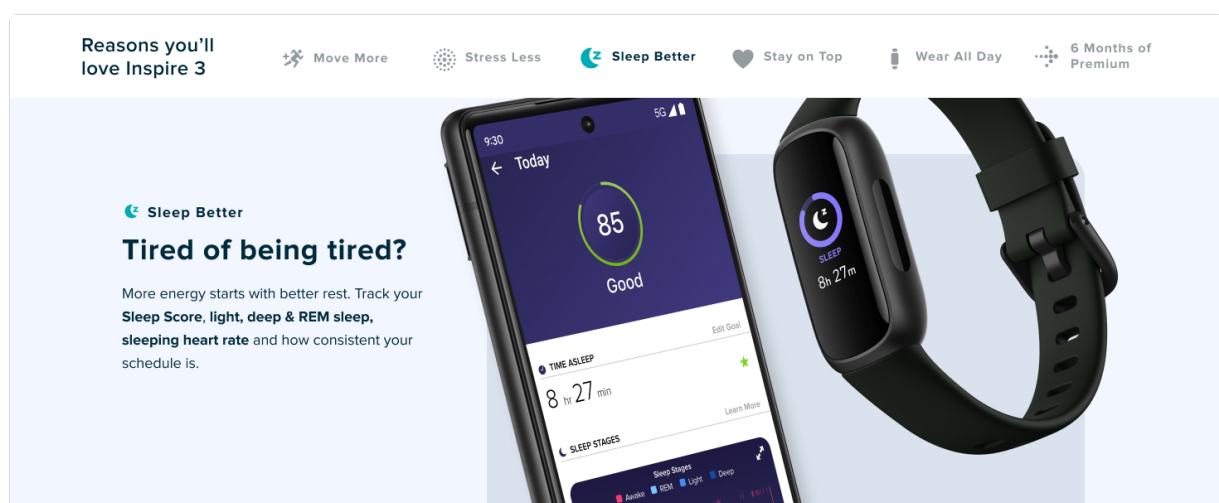 Reasons you'll
love Inspire 3
Move More
Stress Less
Sleep Better
Stay on Top
Wear All Day
6 Months of
Premium
Sleep Better
Tired of being tired?
More energy starts with better rest. Track your
Sleep Score, light, deep & REM sleep,
sleeping heart rate and how consistent your
schedule is.
9:30
5G
Today
85
Good
Edit Goal
TIME ASLEEP
8 hr 27 min
Learn More
SLEEP STAGES
Sleep Stages
Awake REM Light Deep
z
SLEEP
8h 27m